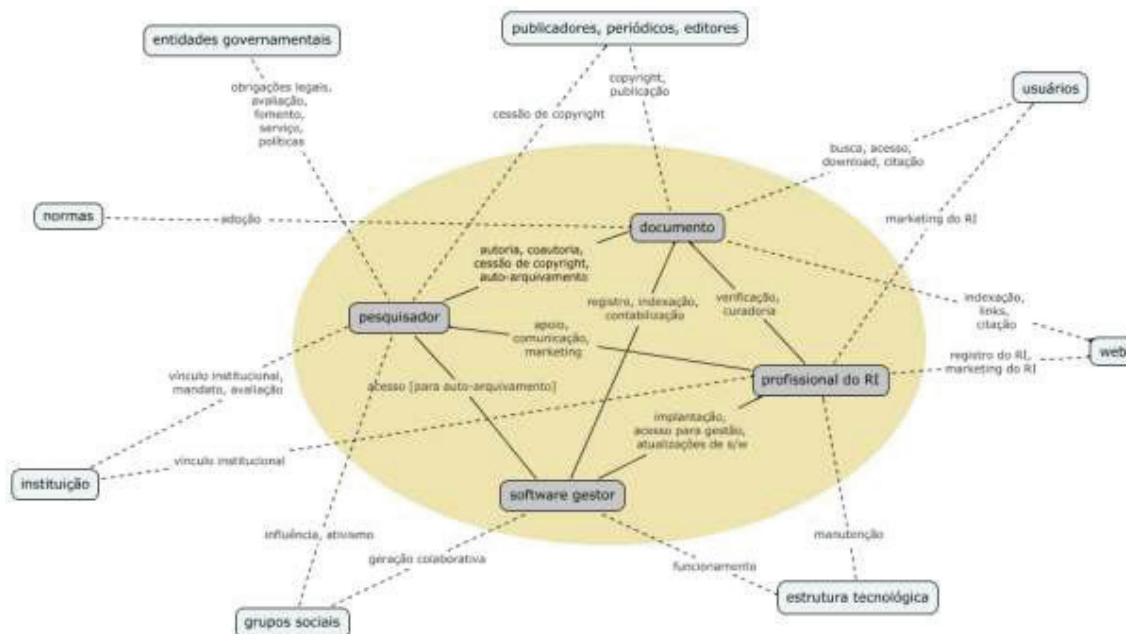 publicadores, periódicos, editores
entidades governamentais
obrigações legais,
avaliação,
fomento,
serviço,
políticas
copyright,
publicação
usuários
cessão de copyright
busca, acesso,
download, citação
normas
adoção
documento
marketing do RI
autoria, coautoria,
cessão de copyright,
auto-arquivamento
registro, indexação,
contabilização
verificação,
curadoria
indexação,
links,
citação
pesquisador
apoio,
comunicação,
marketing
web
registro do RI,
marketing do RI
vínculo institucional,
mandato, avaliação
acesso [para auto-arquivamento]
profissional do RI
implantação,
acesso para gestão,
atualizações de s/w
vínculo institucional
instituição
software gestor
influência, ativismo
manutenção
geração colaborativa
funcionamento
estrutura tecnológica
grupos sociais